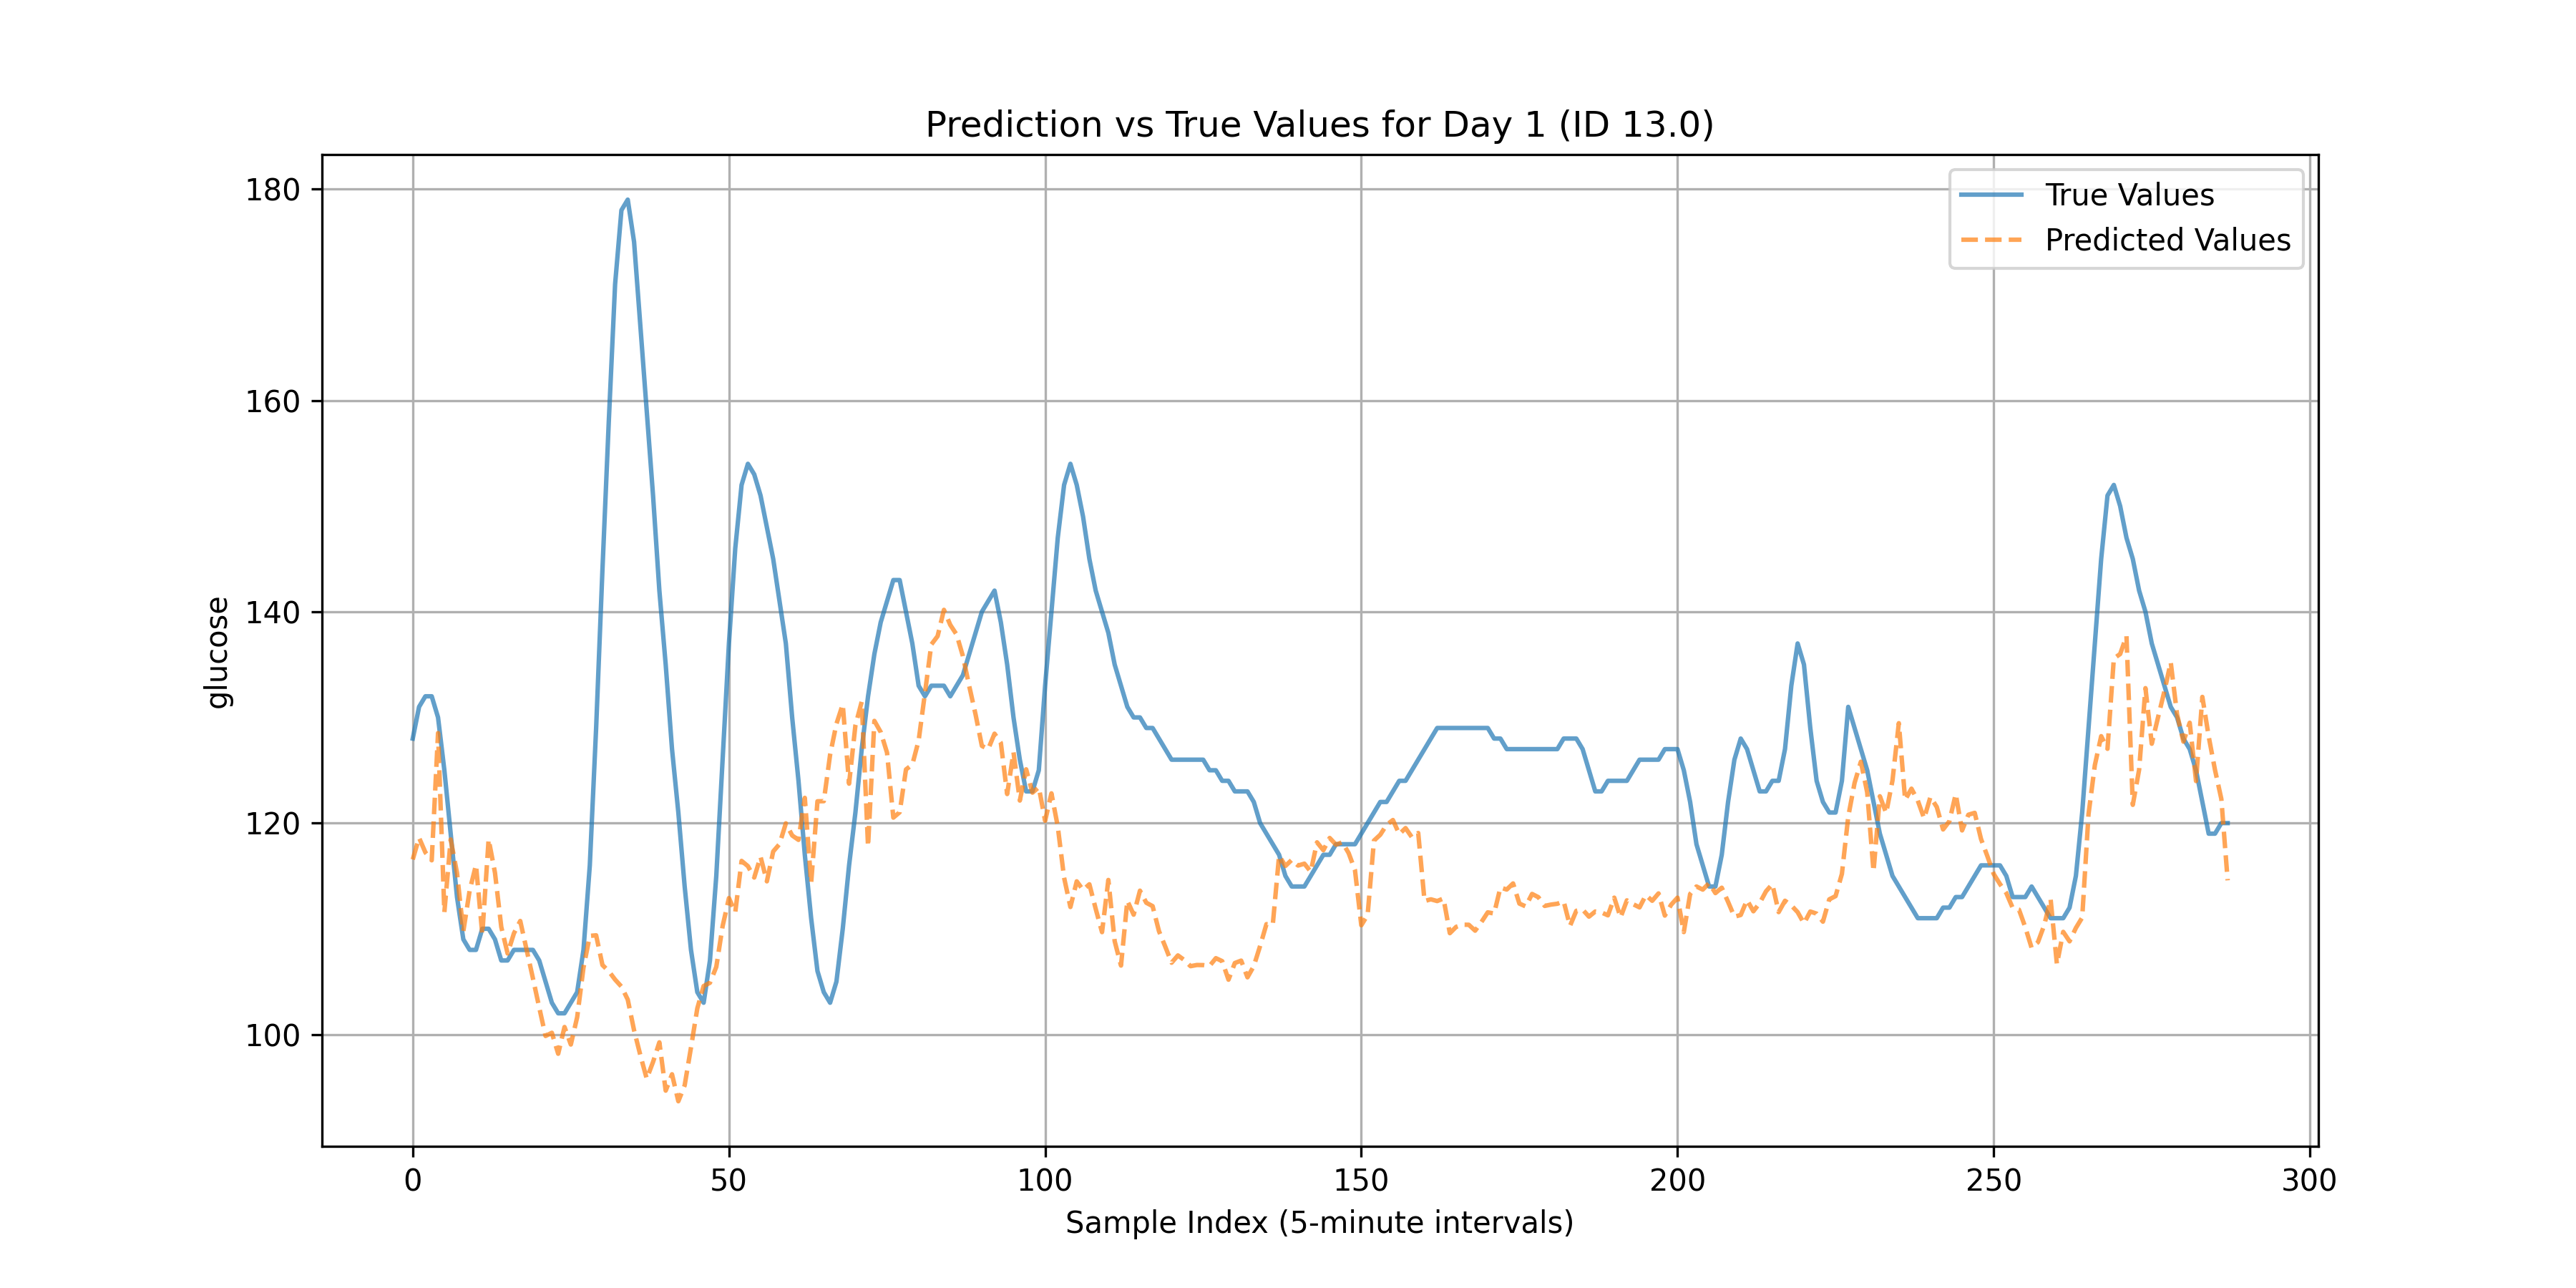 Prediction vs True Values for Day 1 (ID 13.0)
True Values
Predicted Values
180
160
140
120
100
glucose
0 50 100 150 200 250 300
Sample Index (5-minute intervals)